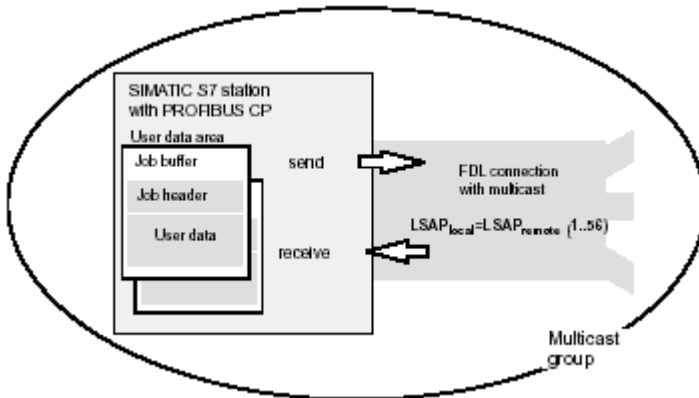 SIMATIC S7 station
with PROFIBUS CP
User data area
Job buffer
Job header
User data
send
receive
FDL connection
with multicast
LSAPlocal=LSAPremote (1..56)
Multicast
group